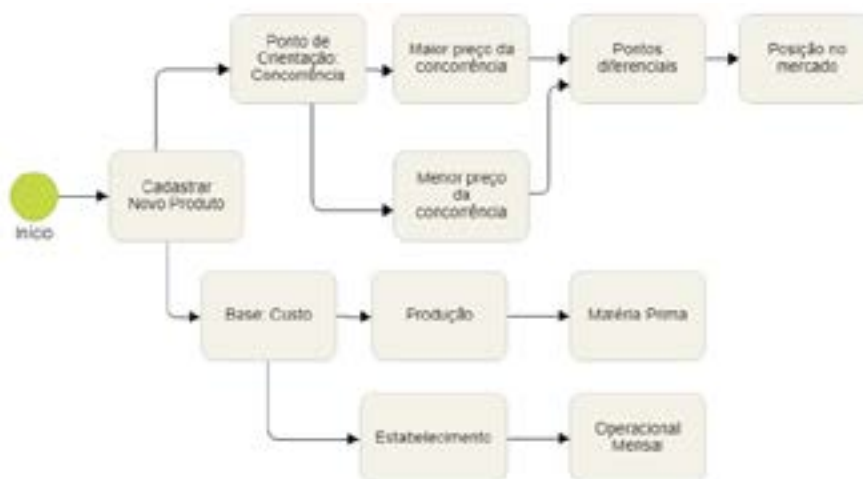 Ponto de
Orientação:
Concorrência
Maior preço da
concorrência
Pontos
diferenciais
Posição no
mercado
Início
Cadastrar
Novo Produto
Menor preço
da
concorrência
Base: Custo
Produção
Matéria Prima
Estabelecimento
Operacional
Mensal